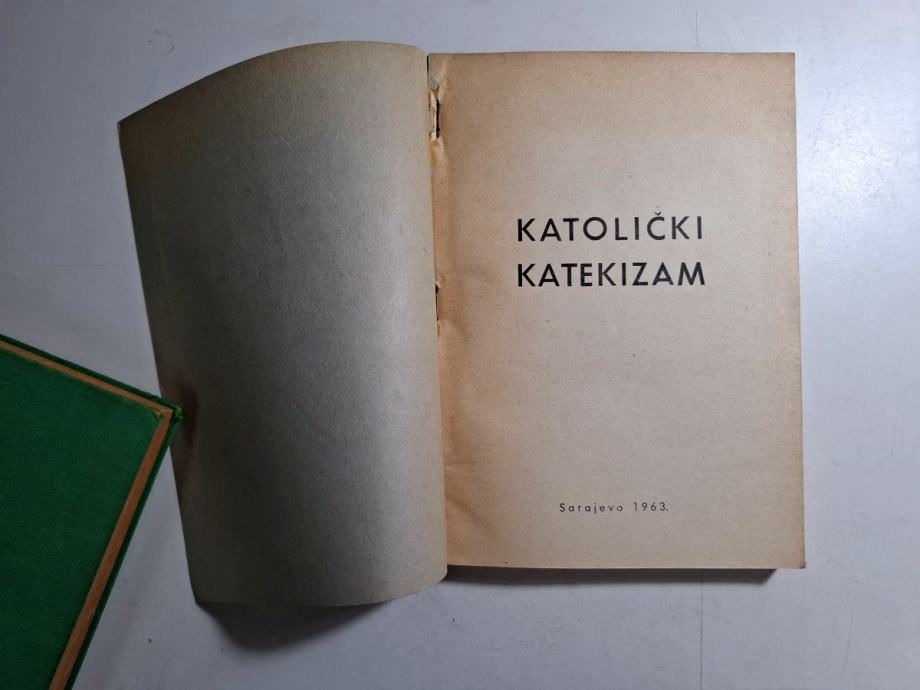 KATOLIČKI
KATEKIZAM
Sarajevo 1963.